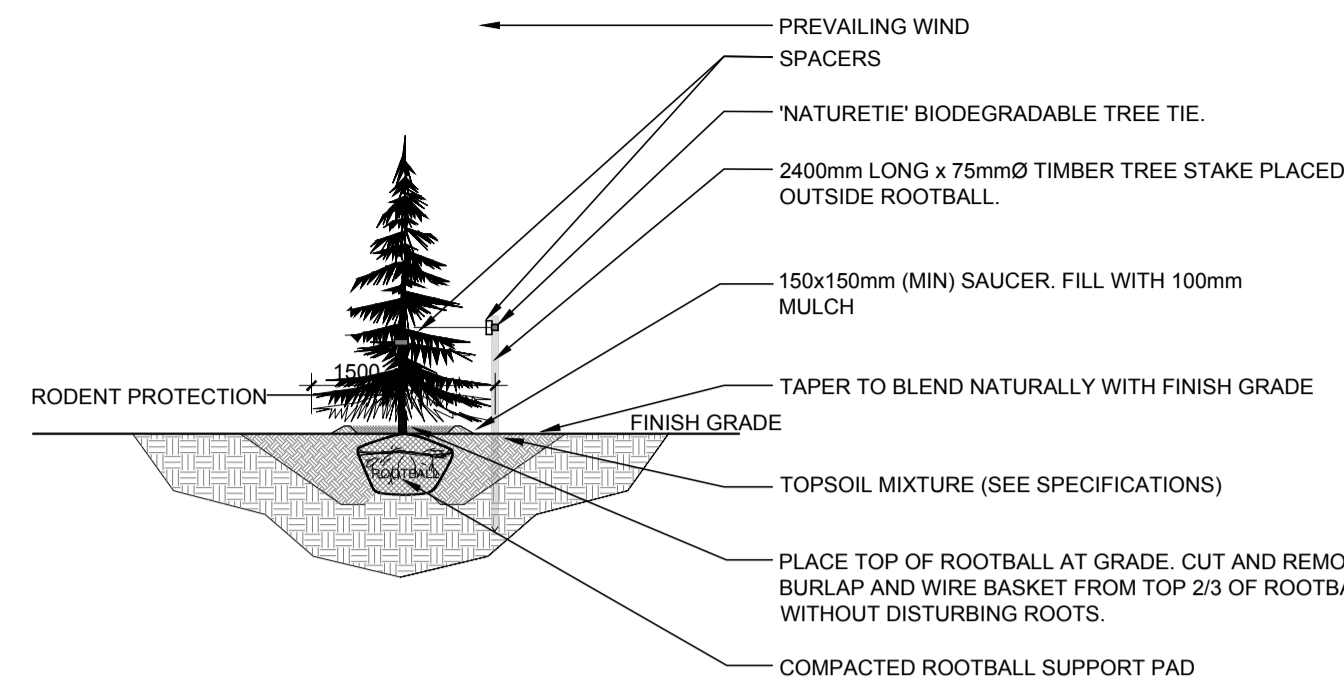 PREVAILING WIND
SPACERS
'NATURETIE' BIODEGRADABLE TREE TIE.
2400mm LONG x 75mmØ TIMBER TREE STAKE PLACED
OUTSIDE ROOTBALL.
150x150mm (MIN) SAUCER. FILL WITH 100mm
MULCH
1500
RODENT PROTECTION
TAPER TO BLEND NATURALLY WITH FINISH GRADE
FINISH GRADE
ROOTBALL
TOPSOIL MIXTURE (SEE SPECIFICATIONS)
PLACE TOP OF ROOTBALL AT GRADE. CUT AND REMO
BURLAP AND WIRE BASKET FROM TOP 2/3 OF ROOTBA
WITHOUT DISTURBING ROOTS.
COMPACTED ROOTBALL SUPPORT PAD